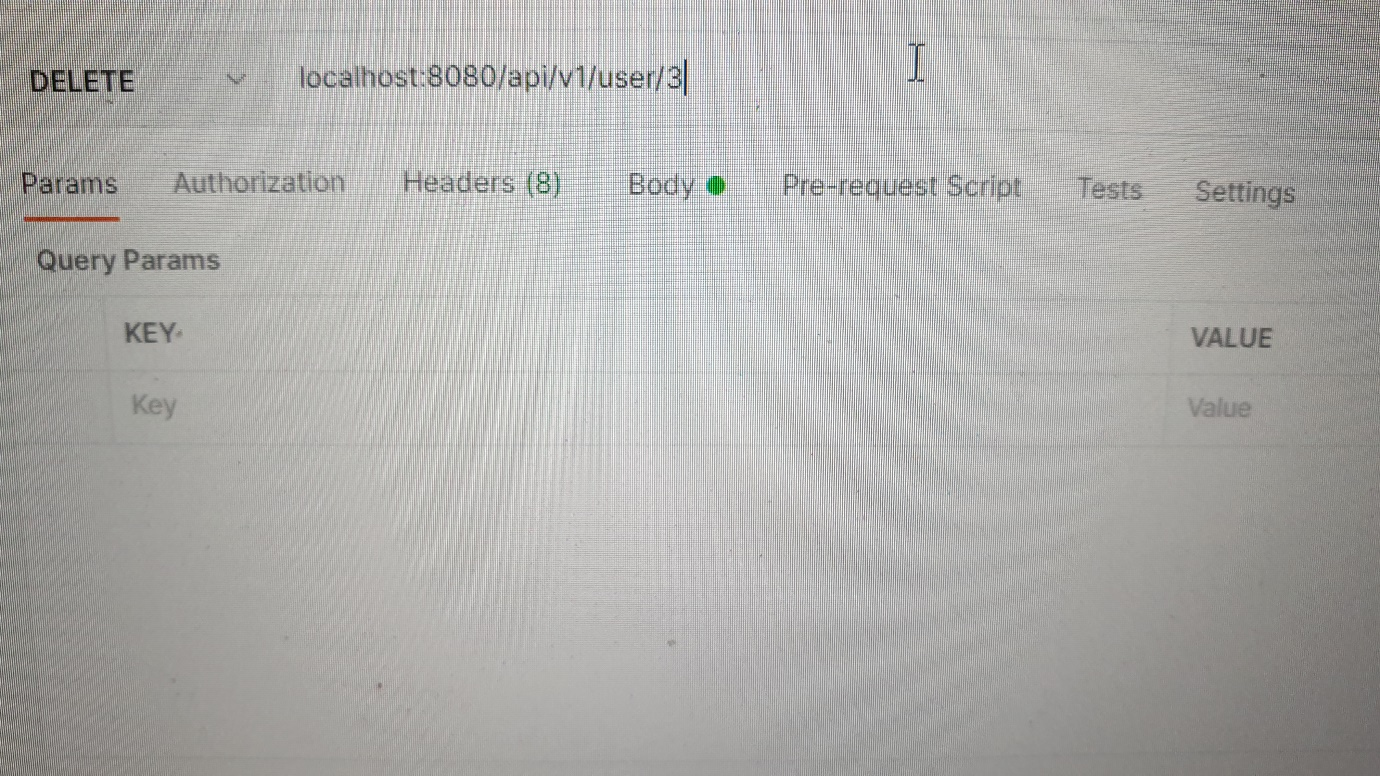 DELETE localhost:8080/api/v1/user/3
Params Authorization Headers (8) Body Pre-request Script Tests Settings
Query Params
KEY VALUE
Key Value